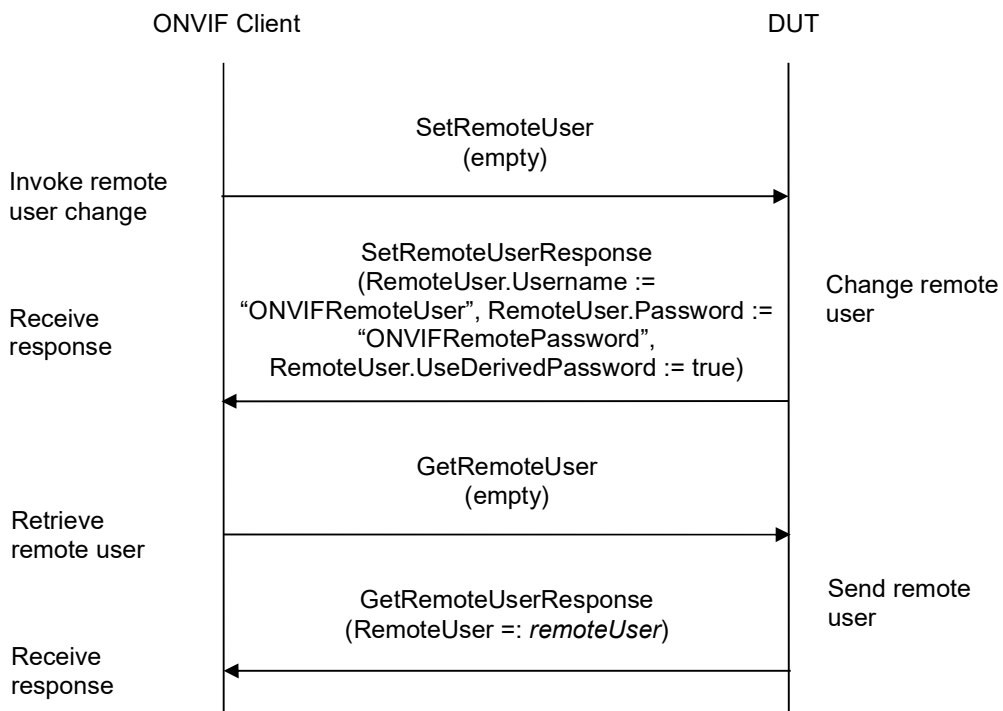 ONVIF Client
DUT
SetRemoteUser
(empty)
Invoke remote
user change
SetRemoteUserResponse
(RemoteUser.Username :=
“ONVIFRemoteUser”, RemoteUser.Password :=
“ONVIFRemotePassword”,
RemoteUser.UseDerivedPassword := true)
Change remote
user
Receive
response
GetRemoteUser
(empty)
Retrieve
remote user
GetRemoteUserResponse
(RemoteUser =: remoteUser)
Send remote
user
Receive
response